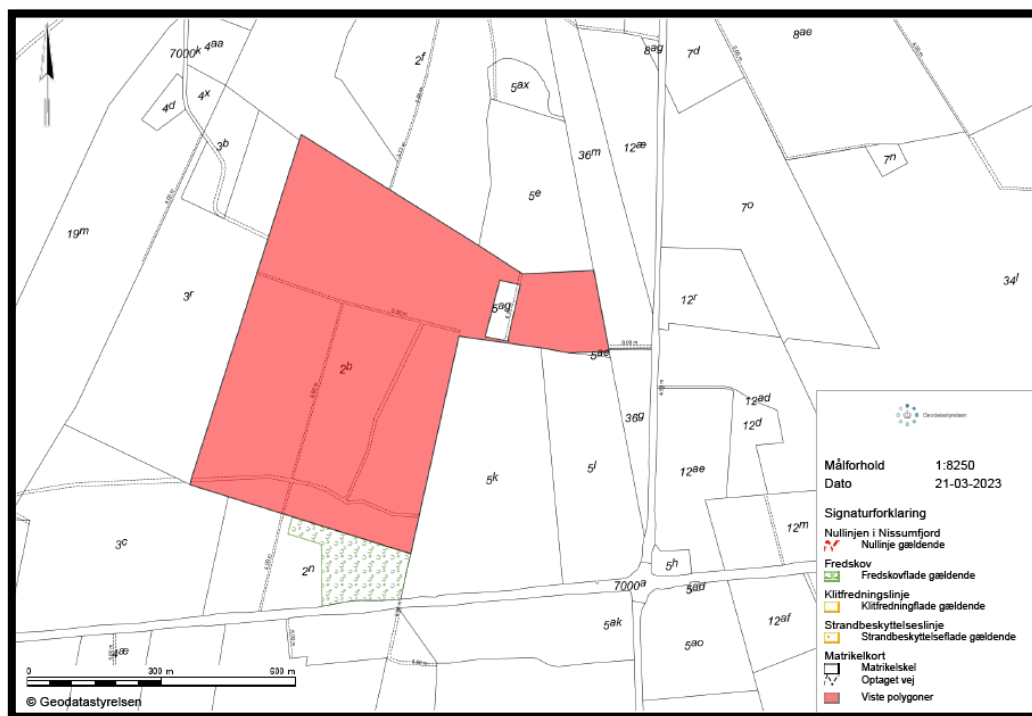 8ae
4aa
7000k
2f
8ag
7d
5ax
4x
4d
3b
36m
12æ
7n
5e
7o
19m
3r
34l
12r
5ag
5ae
2b
12ad
36g
12d
5k
5l
12ae
12m
3c
2n
5h
7000a
5ad
5ak
12af
5ao
4ae
0 300 m 600 m
© Geodatastyrelsen
Geodatastyrelsen
Målforhold 1:8250
Dato 21-03-2023
Signaturforklaring
Nullinjen i Nissumfjord
Nullinje gældende
Fredskov
Fredskovflade gældende
Klitfredningslinje
Klitfredningflade gældende
Strandbeskyttelseslinje
Strandbeskyttelseflade gældende
Matrikelkort
Matrikelskel
Optaget vej
Viste polygoner